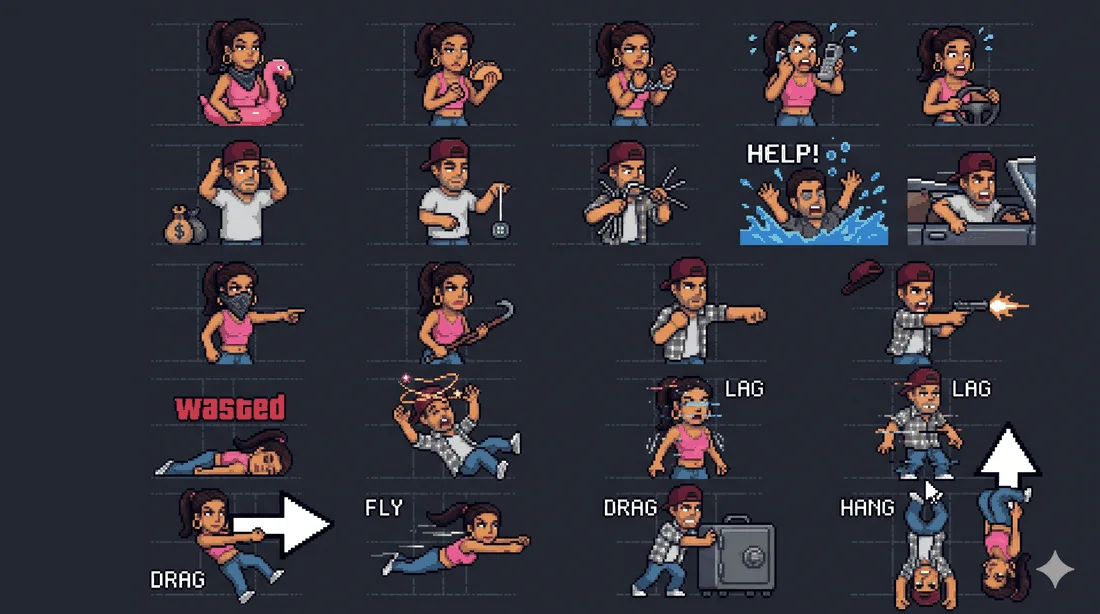 HELP!
$
wasted
LAG
LAG
FLY
DRAG
HANG
DRAG